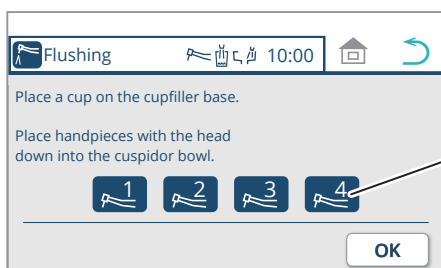 Flushing 10:00
Place a cup on the cupfiller base.
Place handpieces with the head
down into the cuspidor bowl.
1 2 3 4
OK